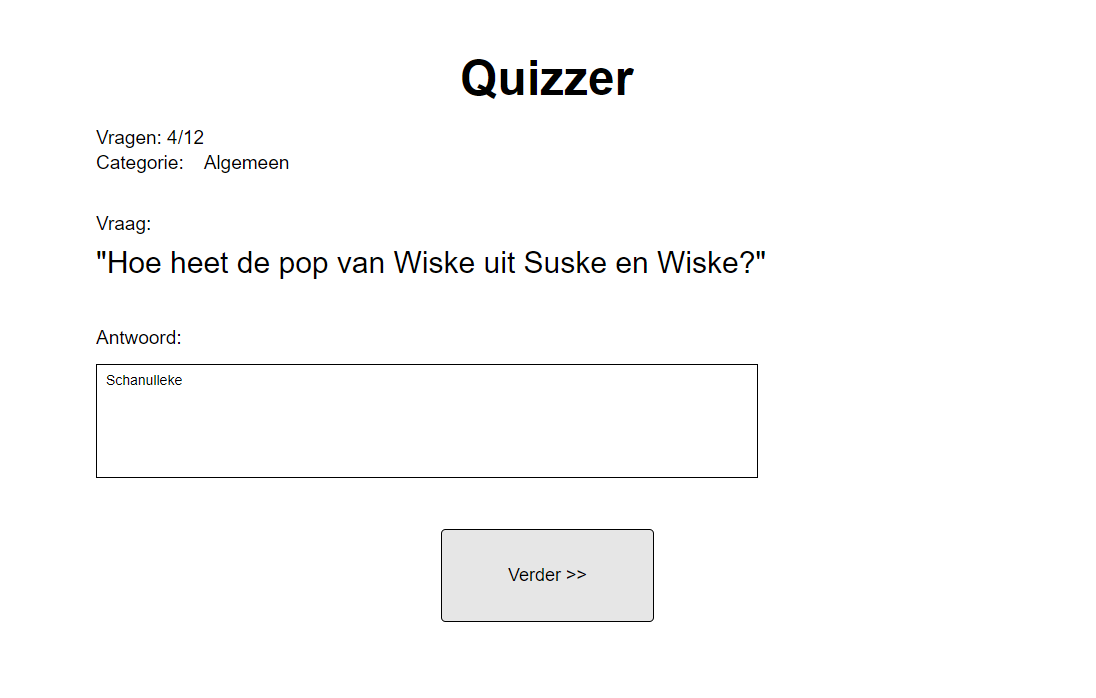 Quizzer
Vragen: 4/12
Categorie: Algemeen
Vraag:
"Hoe heet de pop van Wiske uit Suske en Wiske?"
Antwoord:
Schanulleke
Verder >>